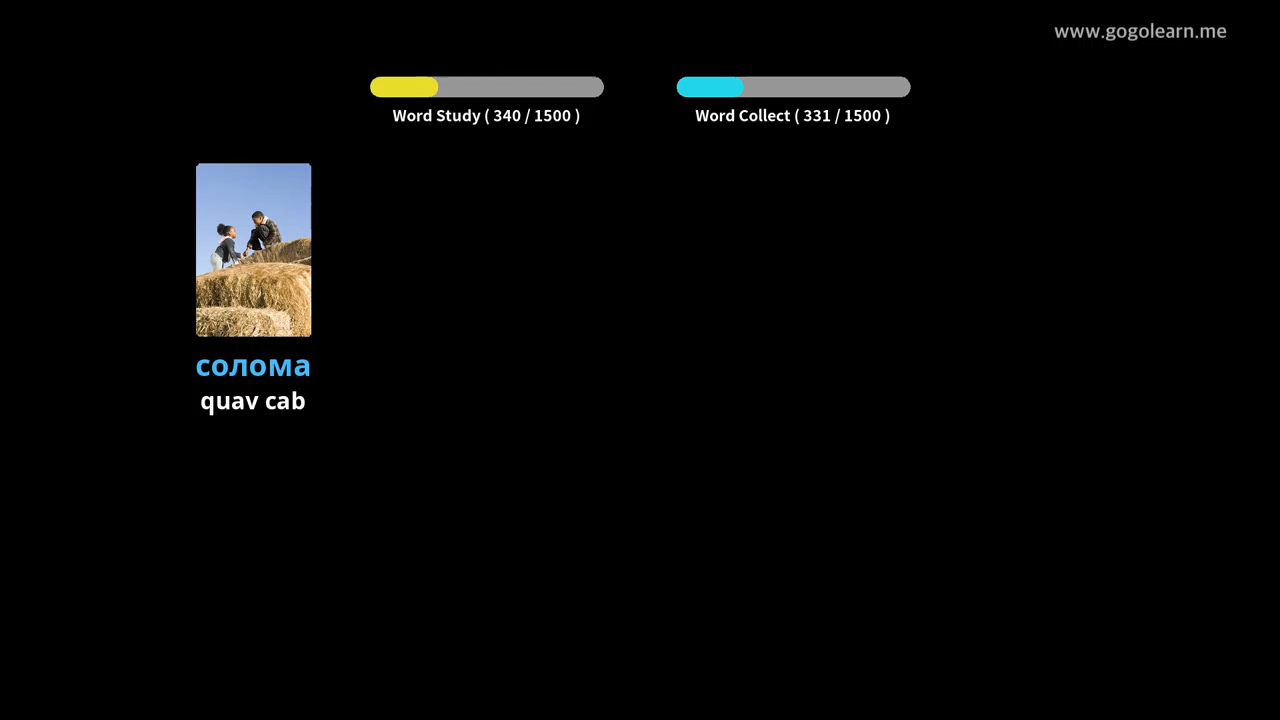 www.gogolearn.me
Word Study ( 340 / 1500 )
Word Collect ( 331 / 1500 )
солома
quav cab